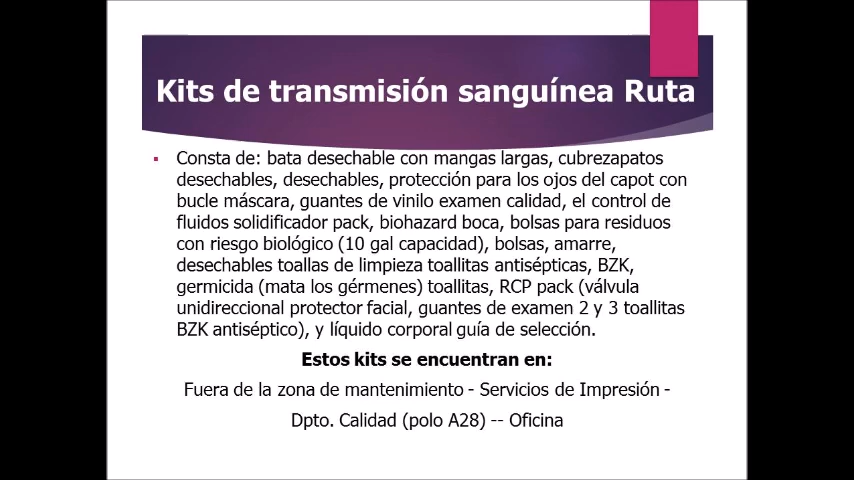 Kits de transmisión sanguínea Ruta
Consta de: bata desechable con mangas largas, cubrezapatos
desechables, desechables, protección para los ojos del capot con
bucle máscara, guantes de vinilo examen calidad, el control de
fluidos solidificador pack, biohazard boca, bolsas para residuos
con riesgo biológico (10 gal capacidad), bolsas, amarre,
desechables toallas de limpieza toallitas antisépticas, BZK,
germicida (mata los gérmenes) toallitas, RCP pack (válvula
unidireccional protector facial, guantes de examen 2 y 3 toallitas
BZK antiséptico), y líquido corporal guía de selección.
Estos kits se encuentran en:
Fuera de la zona de mantenimiento - Servicios de Impresión -
Dpto. Calidad (polo A28) -- Oficina